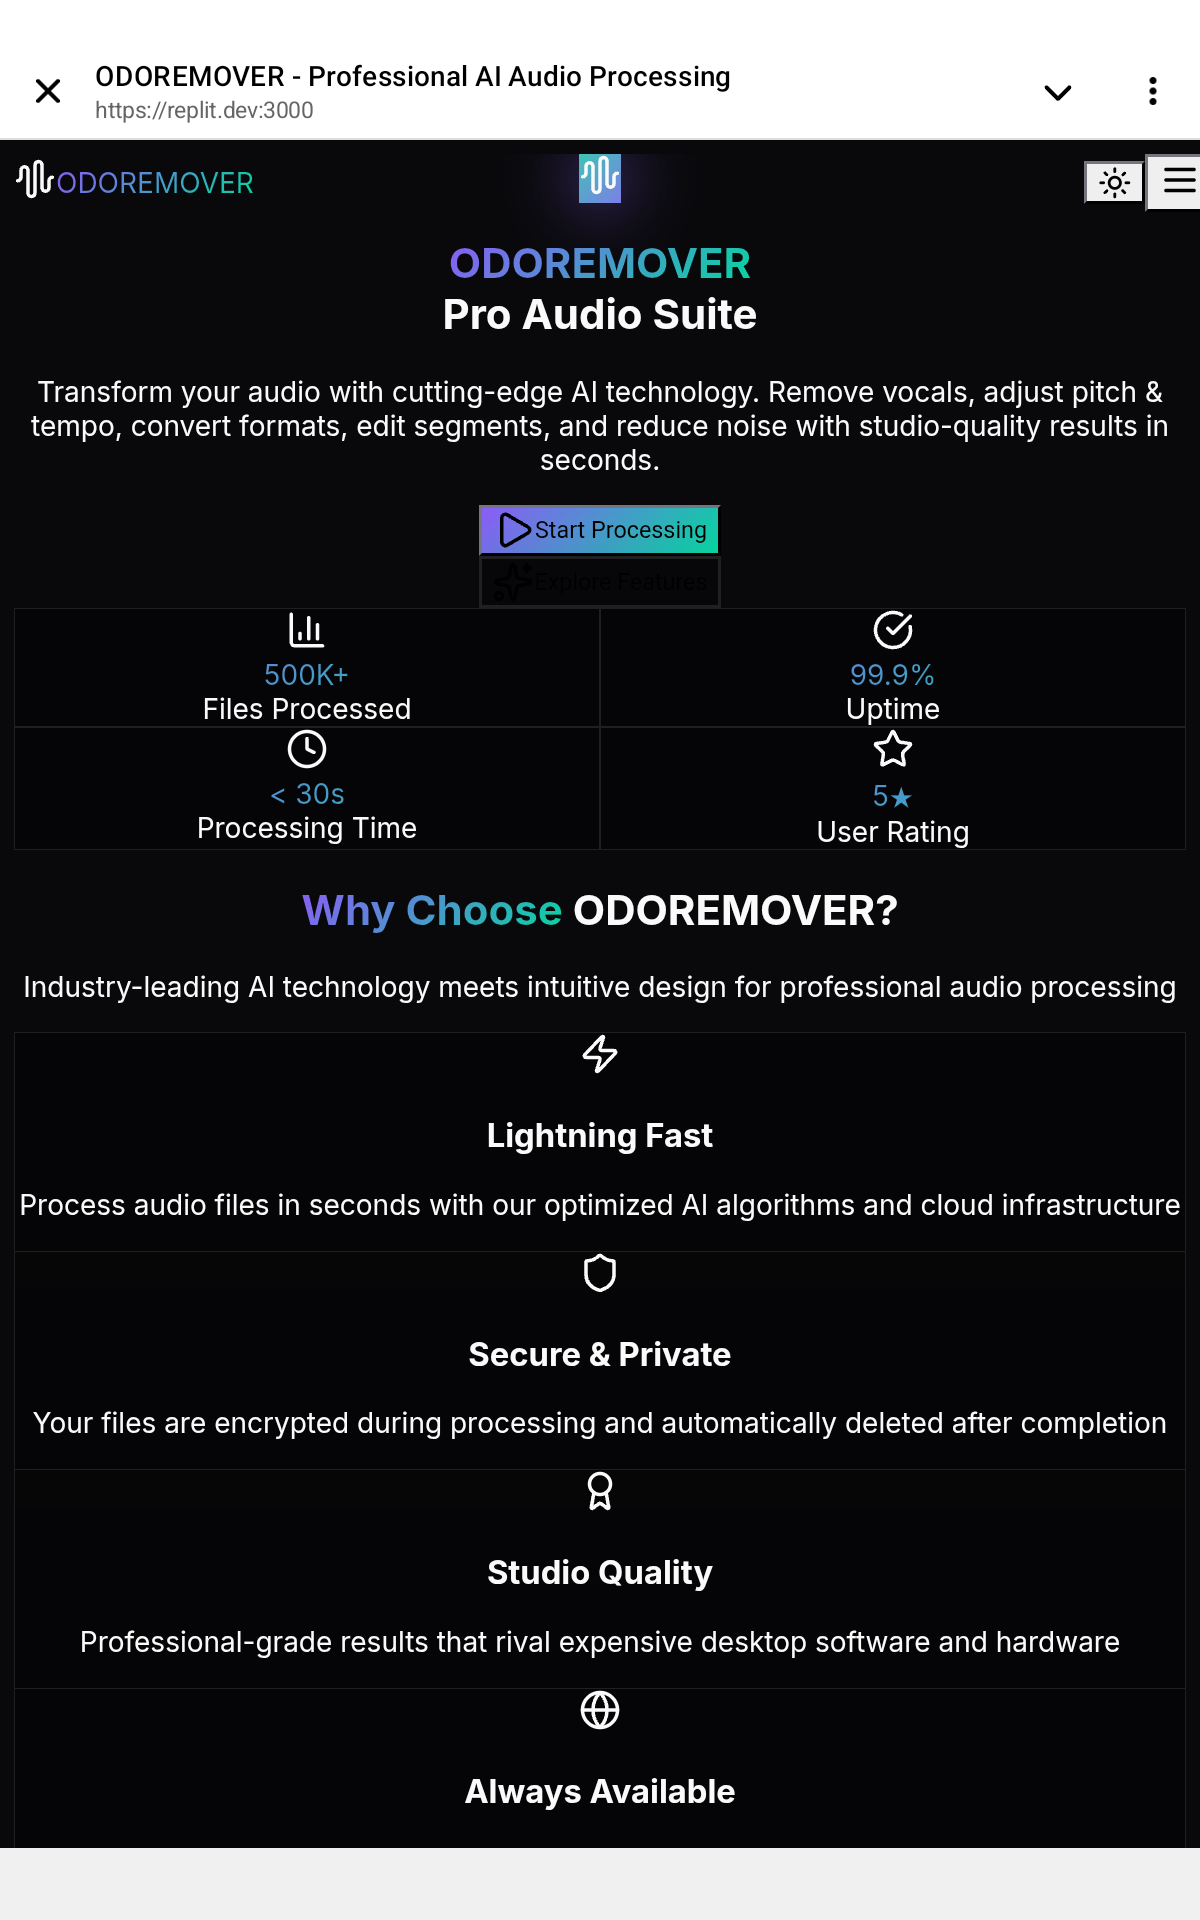 ODOREMOVER - Professional AI Audio Processing
https://replit.dev:3000
ODOREMOVER
ODOREMOVER
Pro Audio Suite
Transform your audio with cutting-edge AI technology. Remove vocals, adjust pitch &
tempo, convert formats, edit segments, and reduce noise with studio-quality results in
seconds.
Start Processing
Explore Features
500K+
Files Processed
99.9%
Uptime
< 30s
Processing Time
5★
User Rating
Why Choose ODOREMOVER?
Industry-leading AI technology meets intuitive design for professional audio processing
Lightning Fast
Process audio files in seconds with our optimized AI algorithms and cloud infrastructure
Secure & Private
Your files are encrypted during processing and automatically deleted after completion
Studio Quality
Professional-grade results that rival expensive desktop software and hardware
Always Available